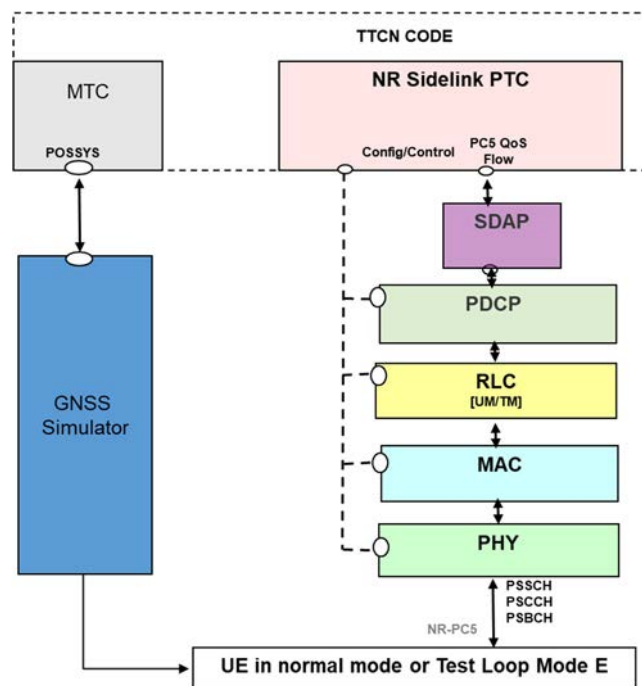 TTCN CODE
MTC
POSSYS
NR Sidelink PTC
Config/Control
PC5 QoS
Flow
SDAP
PDCP
RLC
[UM/TM]
GNSS
Simulator
MAC
PHY
PSSCH
PSCCH
PSBCH
NR-PC5
UE in normal mode or Test Loop Mode E